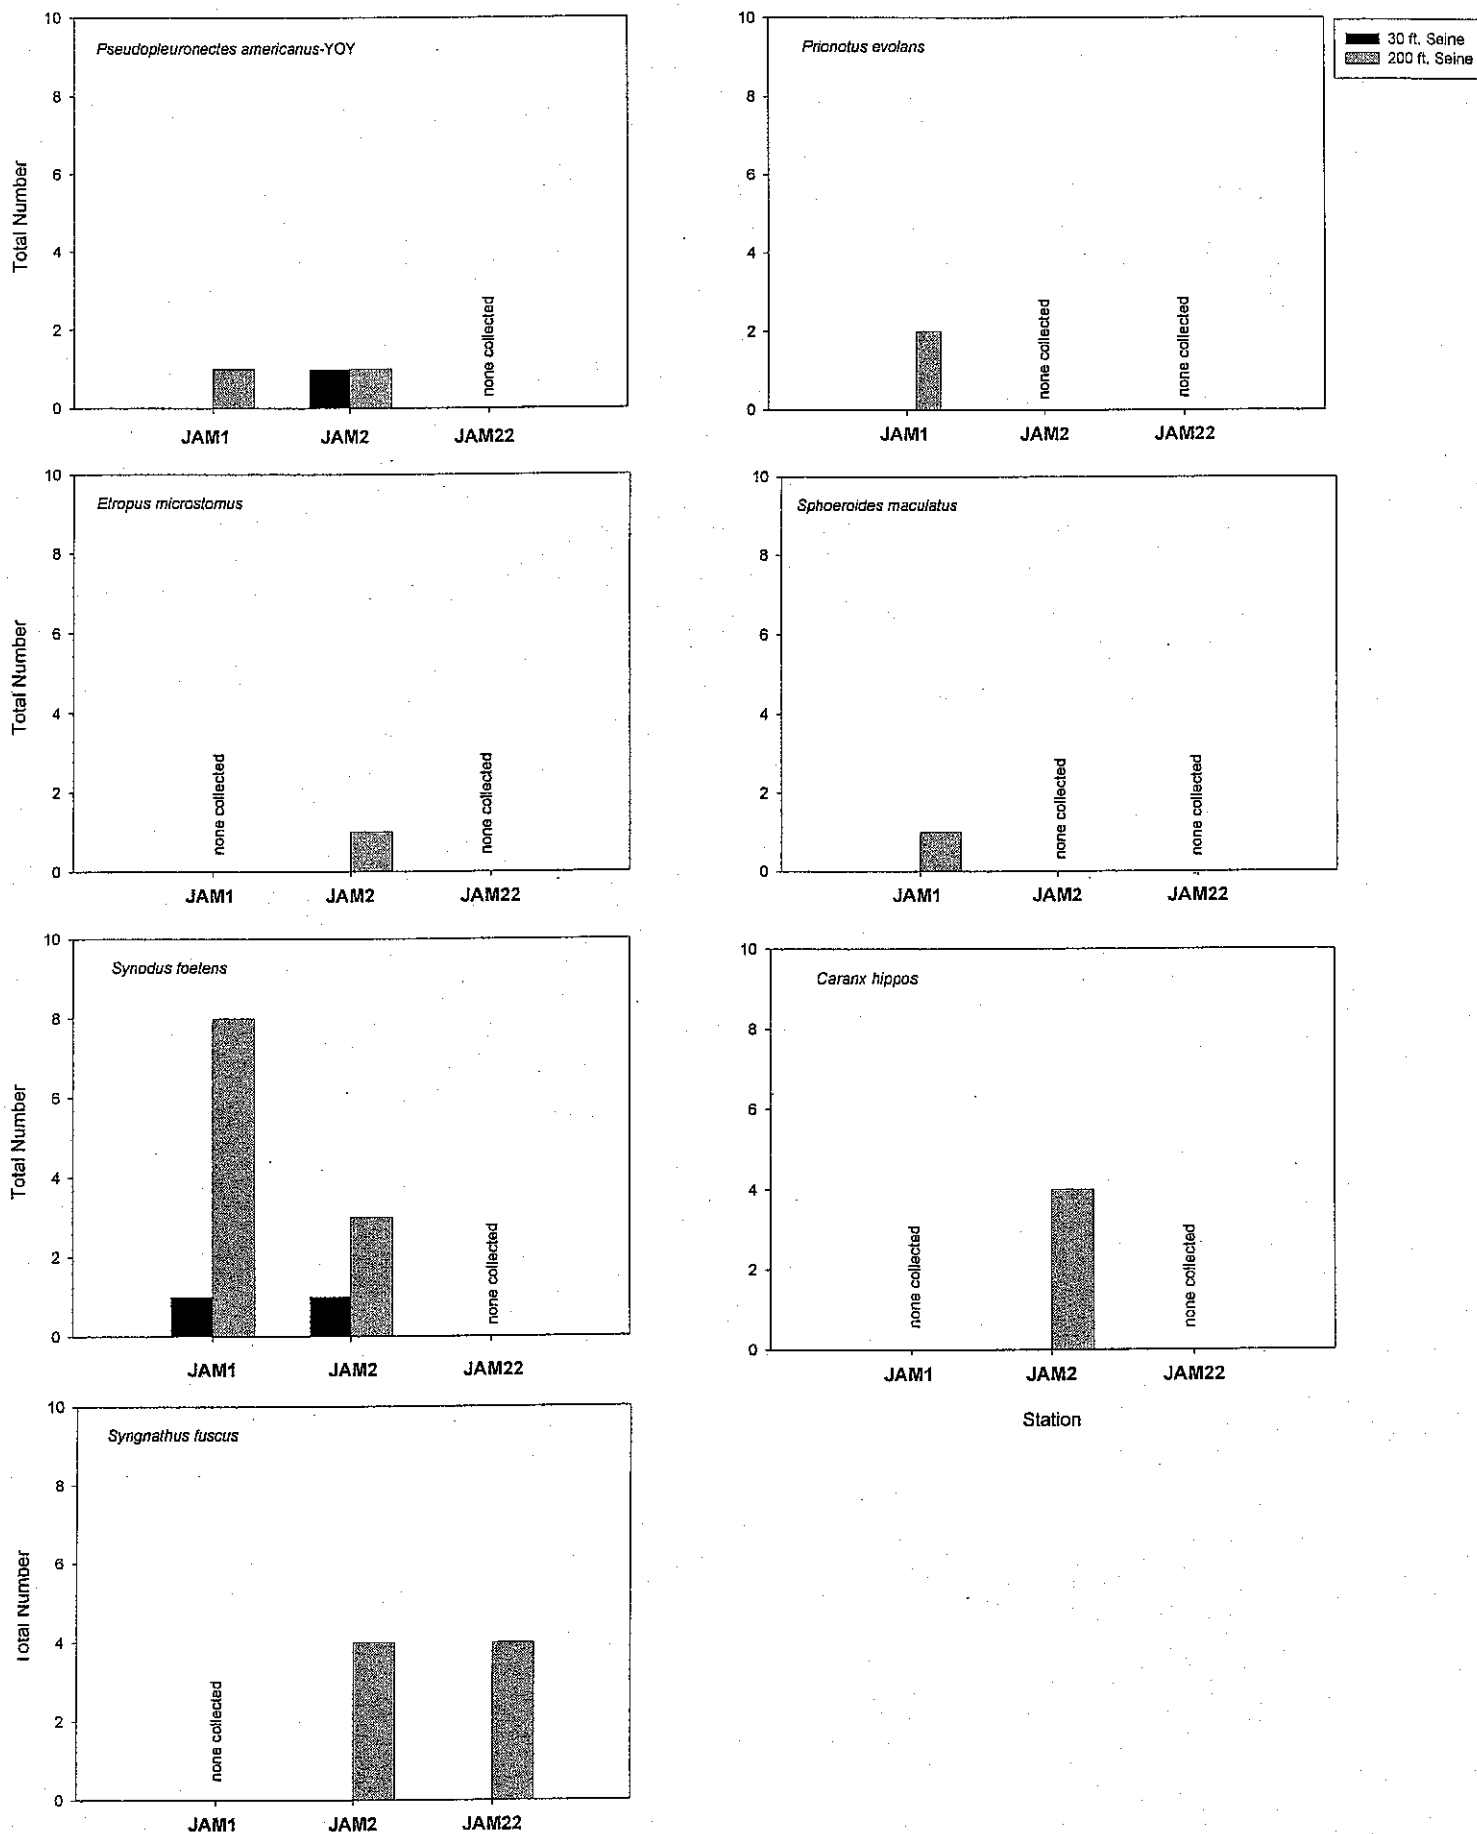 30 ft. Seine
200 ft. Seine
Pseudopleuronectes americanus-YOY
Total Number
10
8
6
4
2
0
none collected
JAM1 JAM2 JAM22
Prionotus evolans
10
8
6
4
2
0
none collected
none collected
JAM1 JAM2 JAM22
Etropus microstomus
Total Number
10
8
6
4
2
0
none collected
none collected
JAM1 JAM2 JAM22
Sphoeroides maculatus
10
8
6
4
2
0
none collected
none collected
JAM1 JAM2 JAM22
Synodus foetens
Total Number
10
8
6
4
2
0
none collected
JAM1 JAM2 JAM22
Caranx hippos
10
8
6
4
2
0
none collected
none collected
JAM1 JAM2 JAM22
Station
Syngnathus fuscus
Total Number
10
8
6
4
2
0
none collected
JAM1 JAM2 JAM22